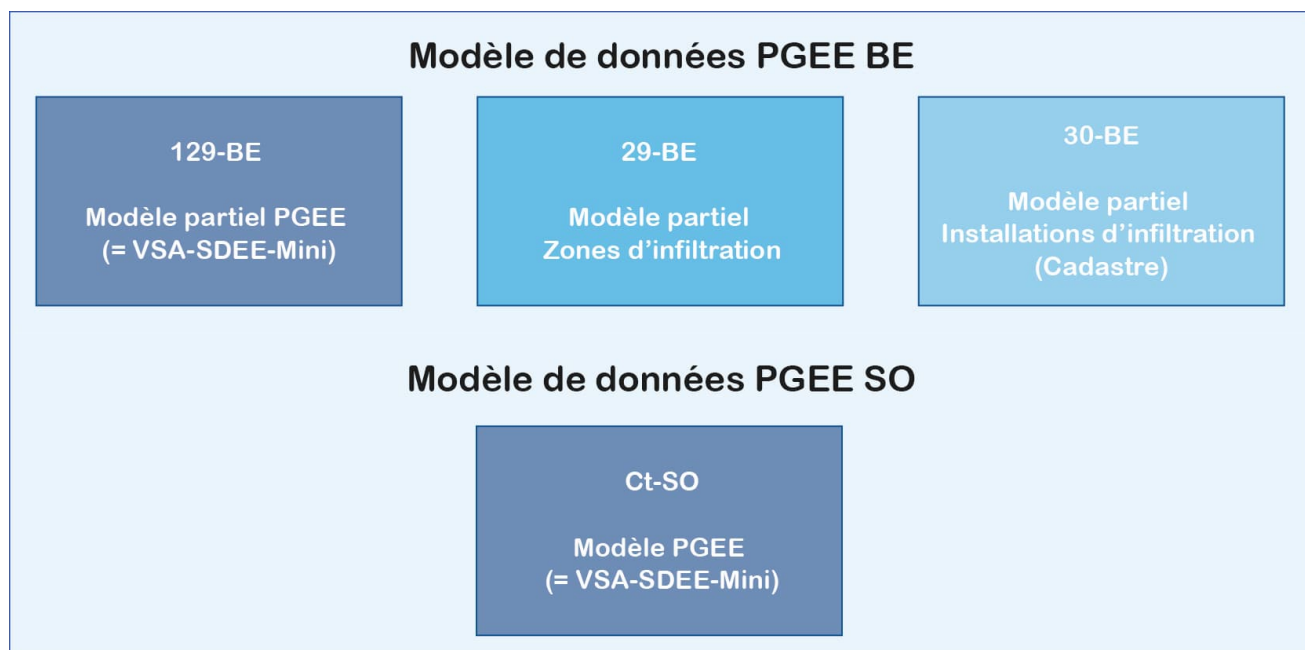 Modèle de données PGEE BE
129-BE
Modèle partiel PGEE
(= VSA-SDEE-Mini)
29-BE
Modèle partiel
Zones d’infiltration
30-BE
Modèle partiel
Installations d’infiltration
(Cadastre)
Modèle de données PGEE SO
Ct-SO
Modèle PGEE
(= VSA-SDEE-Mini)